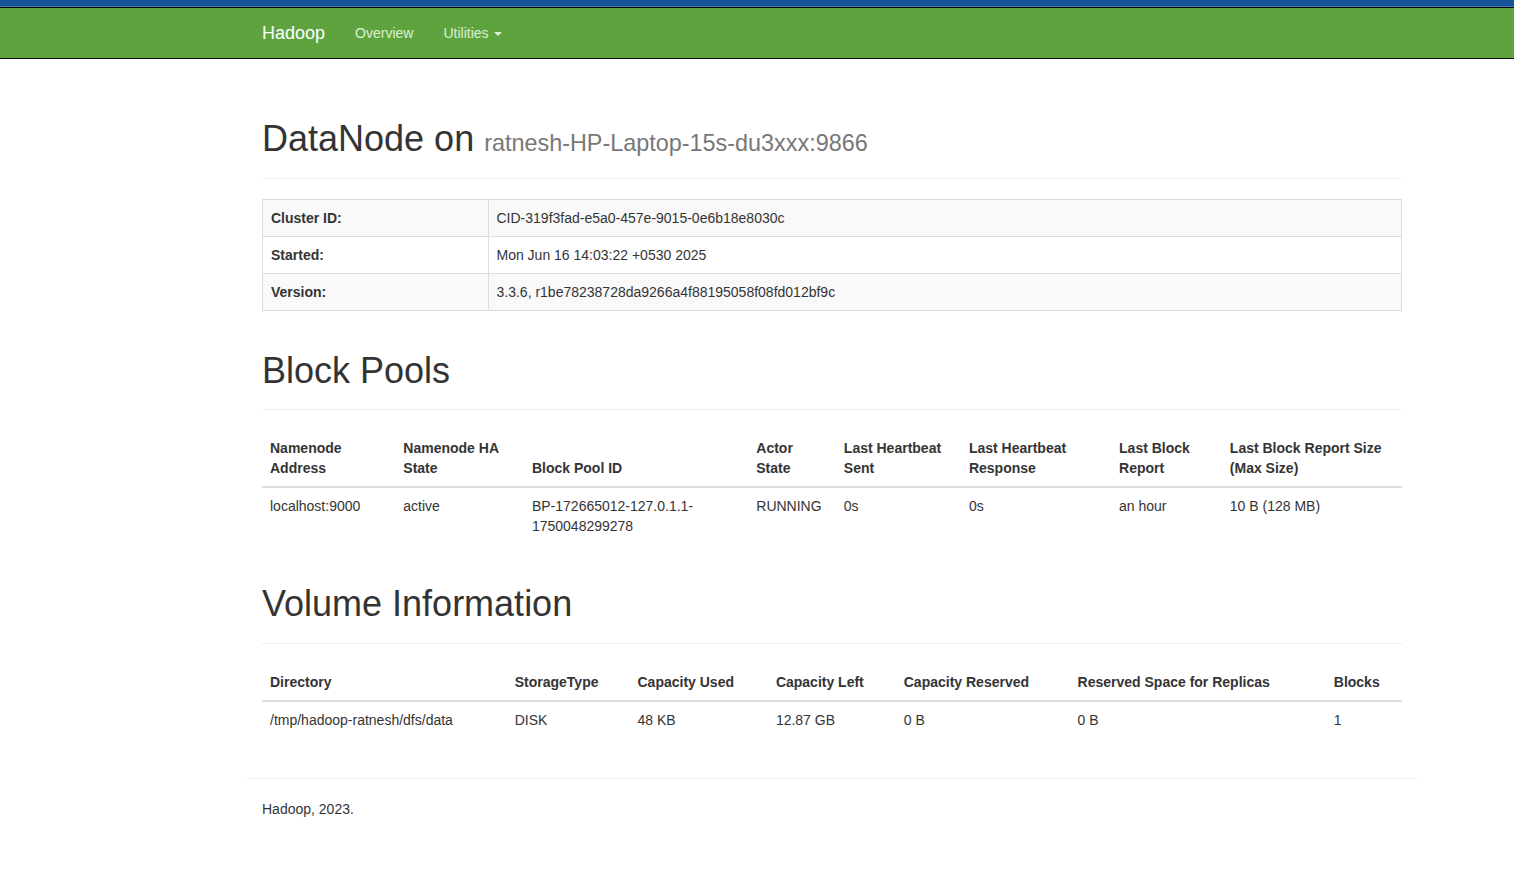 Hadoop Overview Utilities
DataNode on ratnesh-HP-Laptop-15s-du3xxx:9866
Cluster ID: CID-319f3fad-e5a0-457e-9015-0e6b18e8030c
Started: Mon Jun 16 14:03:22 +0530 2025
Version: 3.3.6, r1be78238728da9266a4f88195058f08fd012bf9c
Block Pools
Namenode Address Namenode HA State Block Pool ID Actor State Last Heartbeat Sent Last Heartbeat Response Last Block Report Last Block Report Size (Max Size)
localhost:9000 active BP-172665012-127.0.1.1-1750048299278 RUNNING 0s 0s an hour 10 B (128 MB)
Volume Information
Directory StorageType Capacity Used Capacity Left Capacity Reserved Reserved Space for Replicas Blocks
/tmp/hadoop-ratnesh/dfs/data DISK 48 KB 12.87 GB 0 B 0 B 1
Hadoop, 2023.